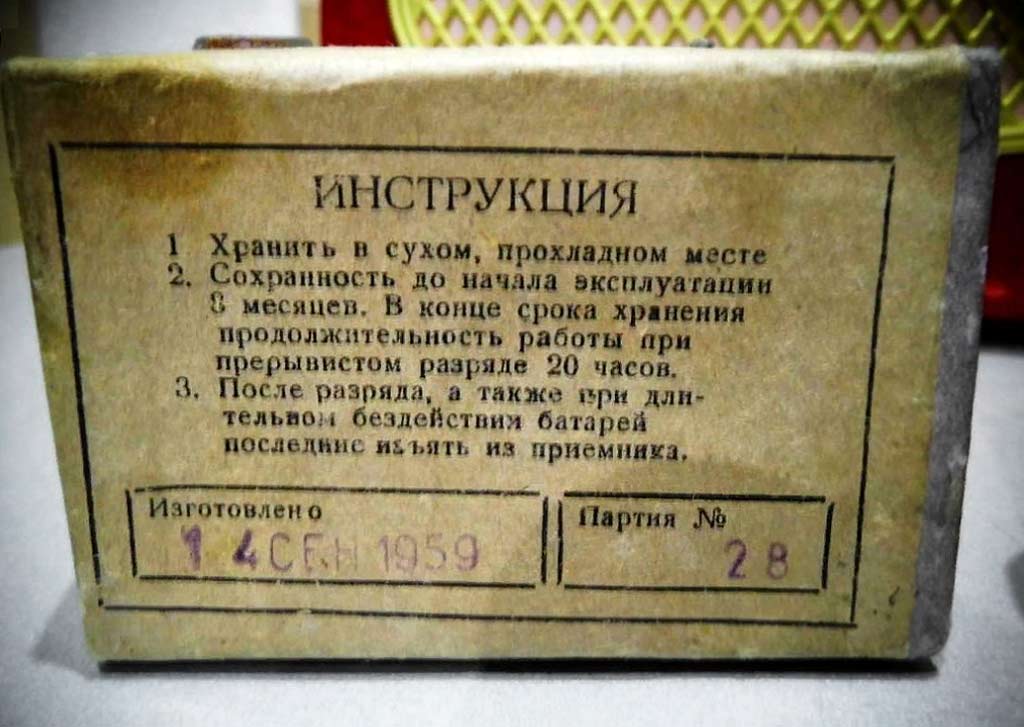 ИНСТРУКЦИЯ
1 Хранить в сухом, прохладном месте
2. Сохранность до начала эксплуатации
8 месяцев. В конце срока хранения
продолжительность работы при
прерывистом разряде 20 часов.
3. После разряда, а также при дли-
тельном бездействии батарей
последние изъять из приемника.
Изготовлено
14 СЕН 1959
Партия №
28